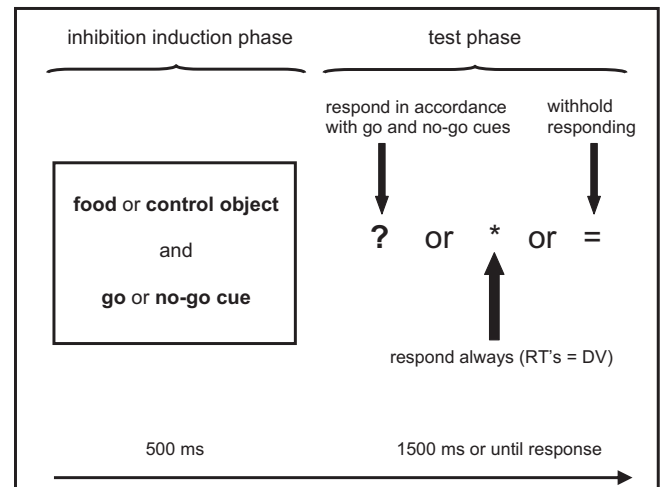 inhibition induction phase
test phase
respond in accordance
with go and no-go cues
withhold
responding
food or control object
and
go or no-go cue
? or * or =
respond always (RT's = DV)
500 ms
1500 ms or until response